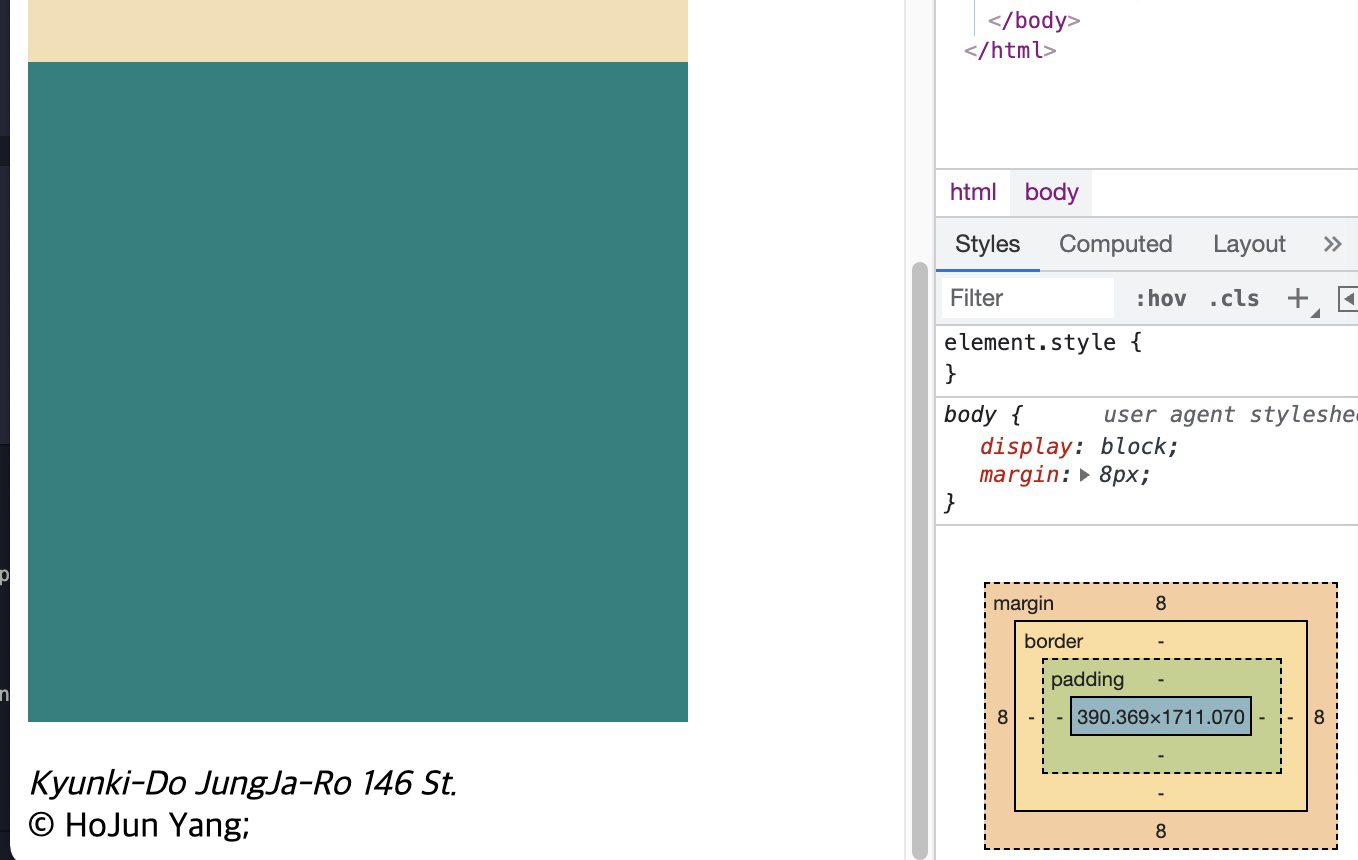 </body>
</html>
html body
Styles Computed Layout »
Filter :hov .cls +
element.style {
}
body { user agent styleshe
display: block;
margin: 8px;
}
margin 8
border -
padding -
8 - - 390.369×1711.070 - - 8
-
-
8
p
n
Kyunki-Do JungJa-Ro 146 St.
© HoJun Yang;